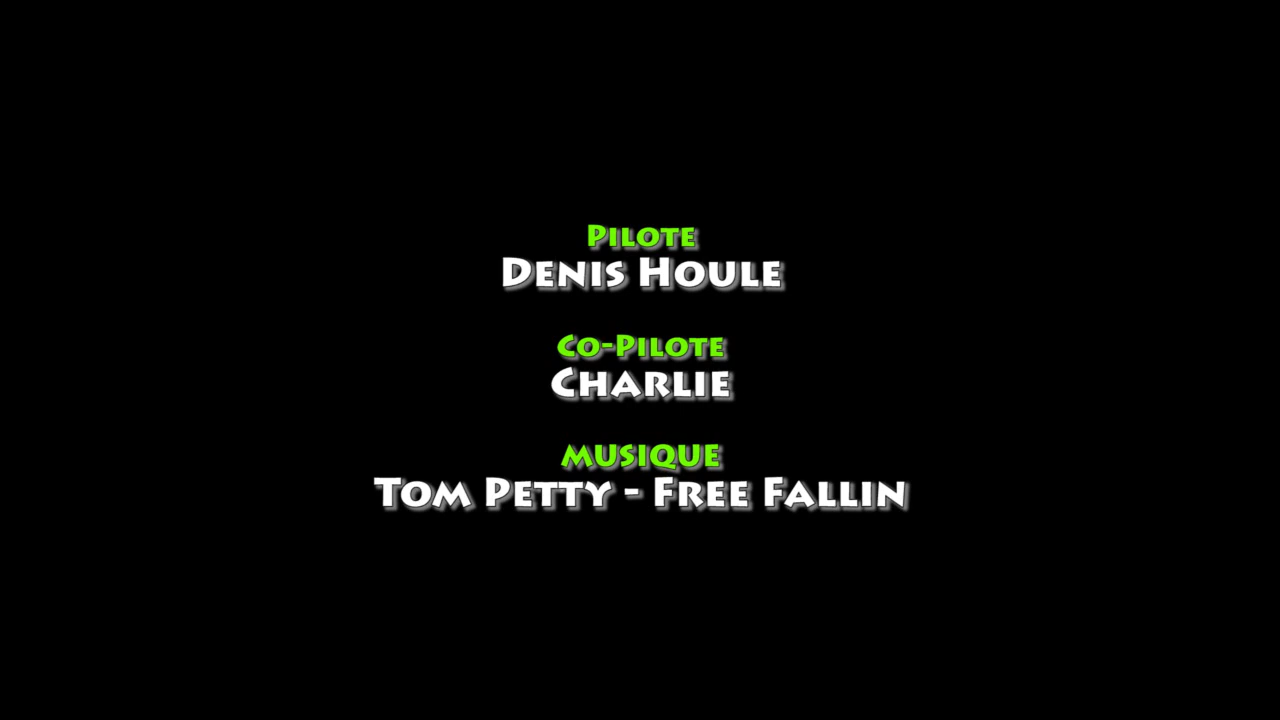 Pilote
Denis Houle
Co-Pilote
Charlie
musique
Tom Petty - Free Fallin